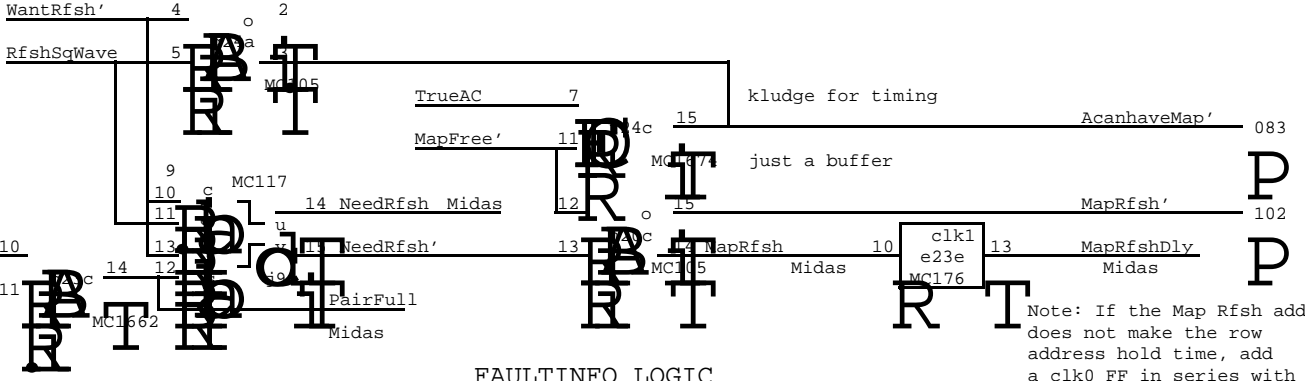 WantRfsh' 4 2
RfshSqWave 5
TrueAC 7 kludge for timing
15 AcanhaveMap' 083
MapFree' 11
just a buffer
P
9
10 MC117
11 14 NeedRfsh Midas 12 15 MapRfsh' 102
10 13 15 NeedRfsh' 13 14 MapRfsh 10 clk1 13 MapRfshDly
P
14 12 MC105 Midas e23e Midas
11 MC176
PairFull
MC1662 R T
Midas
Note: If the Map Rfsh add
does not make the row
address hold time, add
a clk0 FF in series with
FAULTINFO LOGIC